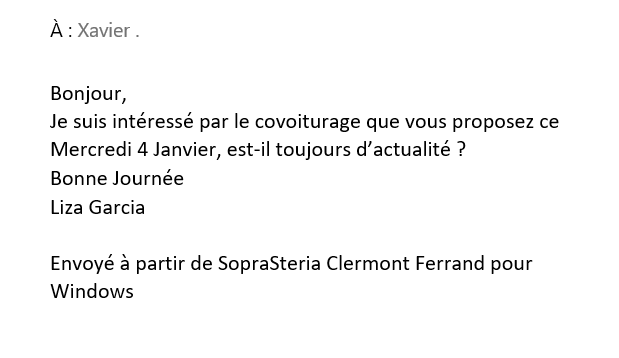 À : Xavier .
Bonjour,
Je suis intéressé par le covoiturage que vous proposez ce
Mercredi 4 Janvier, est-il toujours d’actualité ?
Bonne Journée
Liza Garcia
Envoyé à partir de SopraSteria Clermont Ferrand pour
Windows